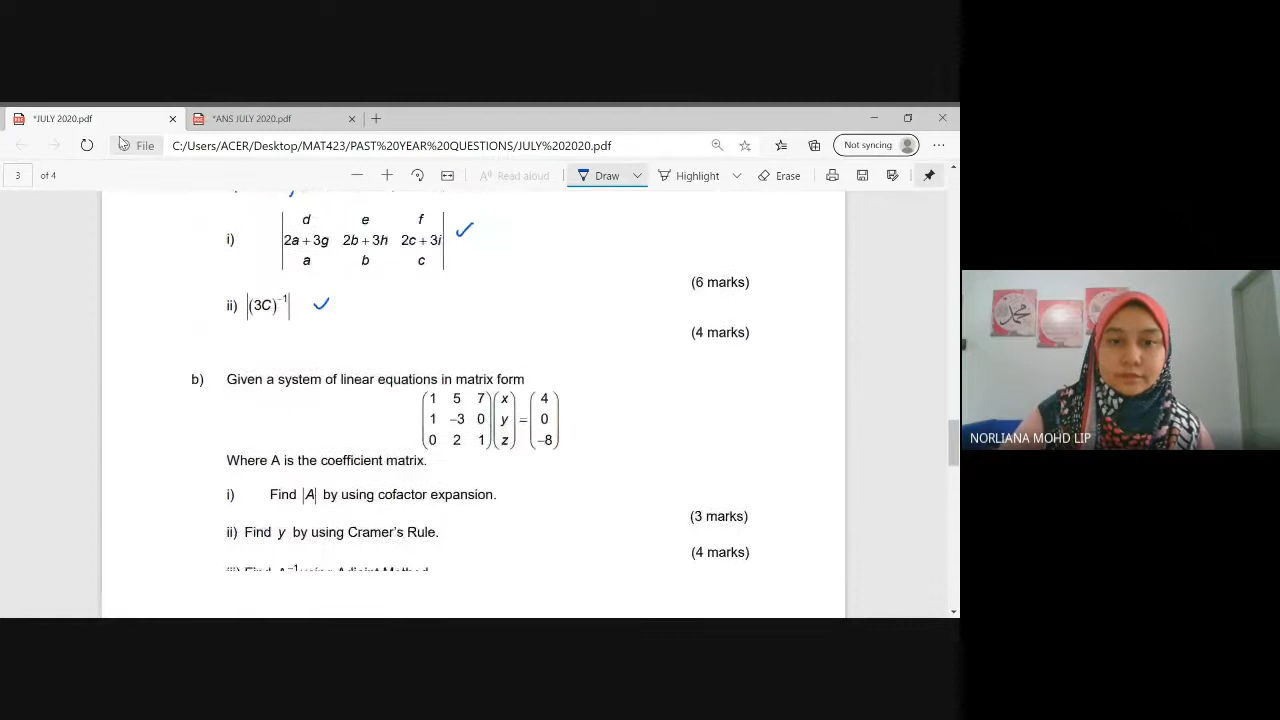 *JULY 2020.pdf
*ANS JULY 2020.pdf
File
C:/Users/ACER/Desktop/MAT423/PAST%20YEAR%20QUESTIONS/JULY%202020.pdf
Not syncing
3 of 4
Read aloud
Draw
Highlight
Erase
i) | d e f |
| 2a + 3g 2b + 3h 2c + 3i |
| a b c |
(6 marks)
ii) |(3C)⁻¹|
(4 marks)
b) Given a system of linear equations in matrix form
( 1 5 7 ) ( x ) ( 4 )
( 1 −3 0 ) ( y ) = ( 0 )
( 0 2 1 ) ( z ) ( −8 )
Where A is the coefficient matrix.
i) Find |A| by using cofactor expansion.
(3 marks)
ii) Find y by using Cramer's Rule.
(4 marks)
NORLIANA MOHD LIP